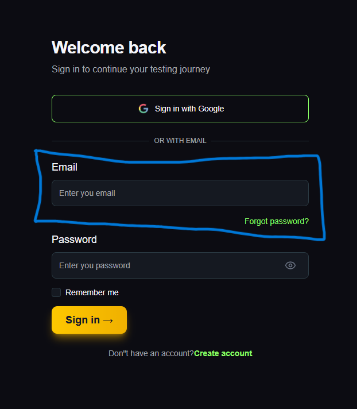 Welcome back
Sign in to continue your testing journey
Sign in with Google
OR WITH EMAIL
Email
Enter you email
Forgot password?
Password
Enter you password
Remember me
Sign in →
Don"t have an account?Create account